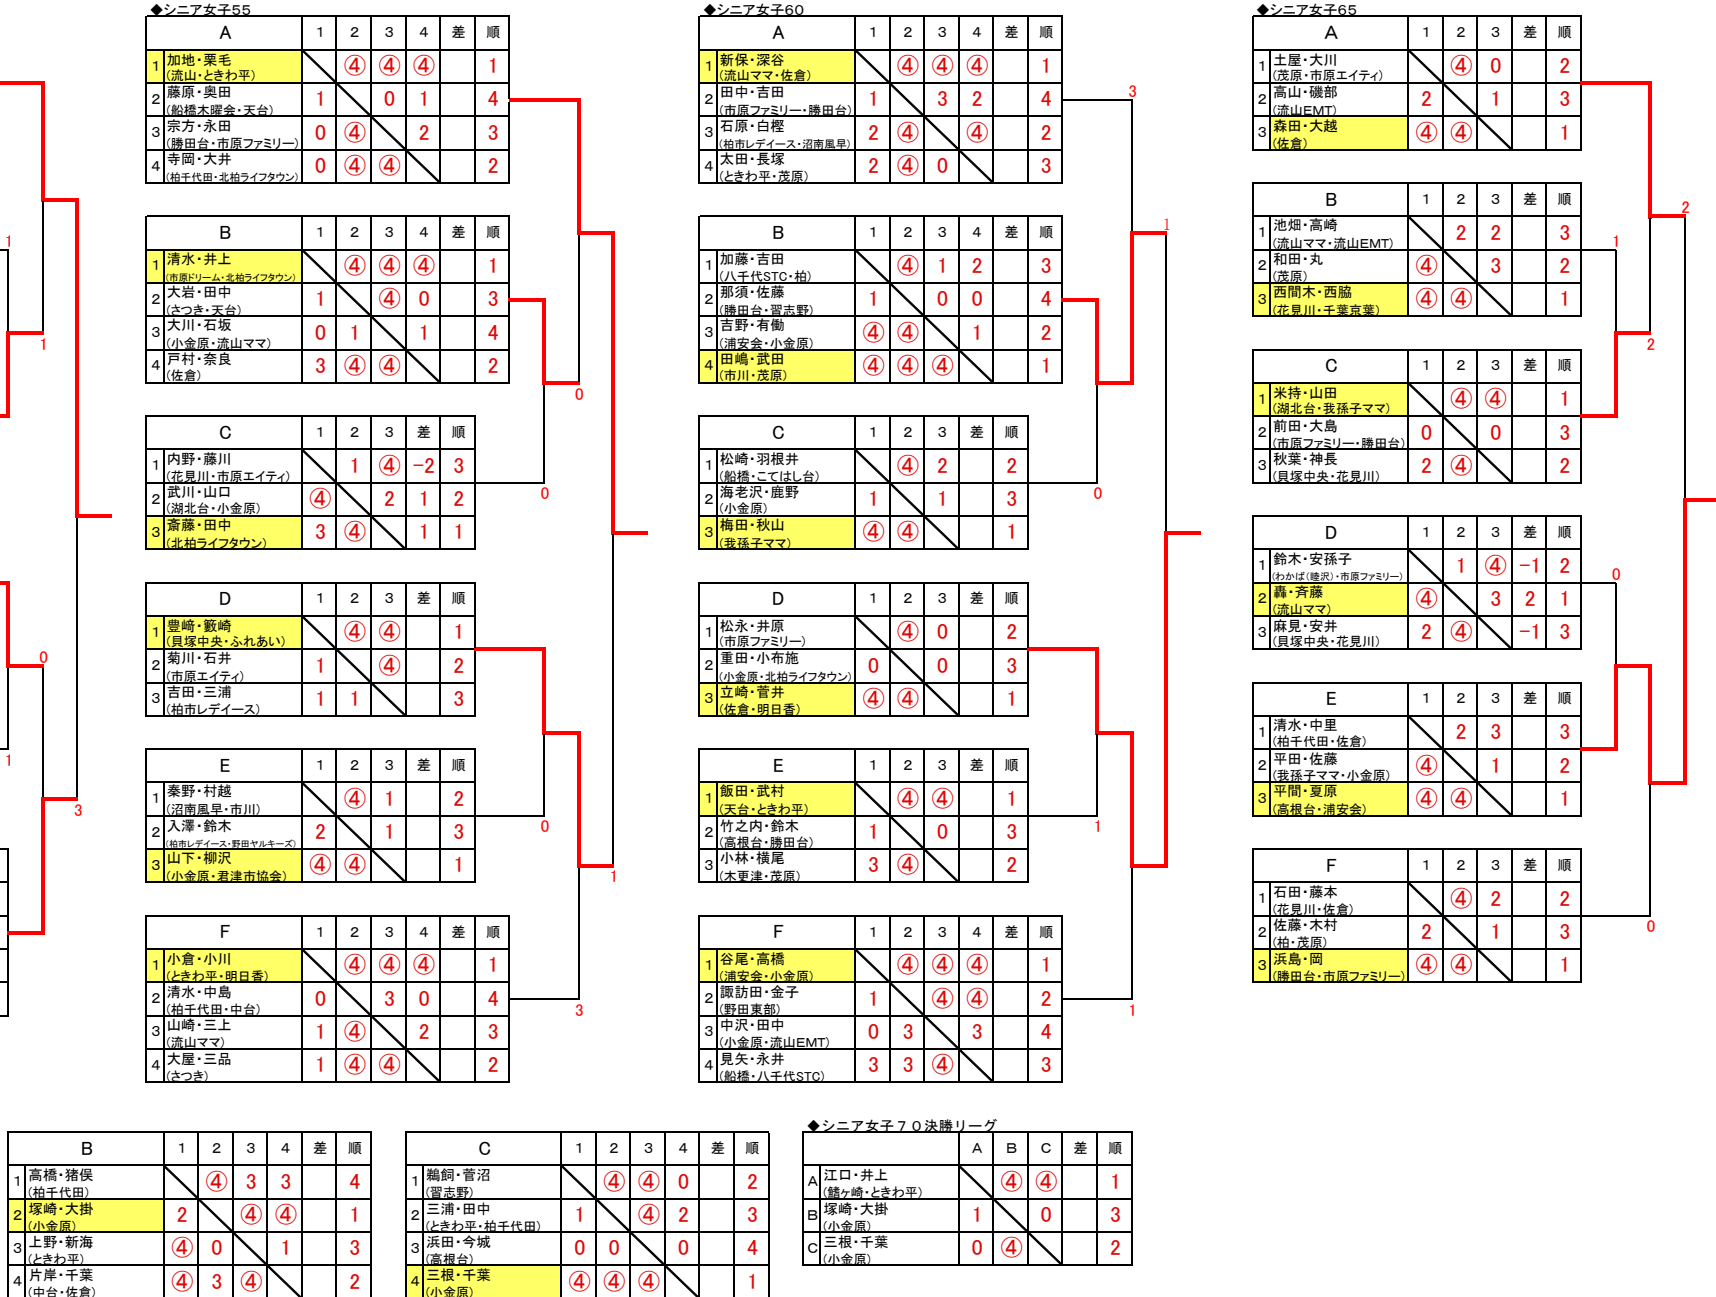 ◆シニア女子55
A 1 2 3 4 差 順
1 加地・栗毛 ④ ④ ④ 1
(流山・ときわ平)
2 藤原・奥田 1 0 1 4
(船橋木曜会・天台)
3 宗方・永田 0 ④ 2 3
(勝田台・市原ファミリー)
4 寺岡・大井 0 ④ ④ 2
(柏千代田・北柏ライフタウン)
B 1 2 3 4 差 順
1 清水・井上 ④ ④ ④ 1
(市原ドリーム・北柏ライフタウン)
2 大岩・田中 1 ④ 0 3
(さつき・天台)
3 大川・石坂 0 1 1 4
(小金原・流山ママ)
4 戸村・奈良 3 ④ ④ 2
(佐倉)
C 1 2 3 差 順
1 内野・藤川 1 ④ -2 3
(花見川・市原エイティ)
2 武川・山口 ④ 2 1 2
(湖北台・小金原)
3 斎藤・田中 3 ④ 1 1
(北柏ライフタウン)
D 1 2 3 差 順
1 豊﨑・籔崎 ④ ④ 1
(貝塚中央・ふれあい)
2 菊川・石井 1 ④ 2
(市原エイティ)
3 吉田・三浦 1 1 3
(柏市レデイース)
E 1 2 3 差 順
1 秦野・村越 ④ 1 2
(沼南風早・市川)
2 入澤・鈴木 2 1 3
(柏市レデイース・野田ヤルキーズ)
3 山下・柳沢 ④ ④ 1
(小金原・君津市協会)
F 1 2 3 4 差 順
1 小倉・小川 ④ ④ ④ 1
(ときわ平・明日香)
2 清水・中島 0 3 0 4
(柏千代田・中台)
3 山崎・三上 1 ④ 2 3
(流山ママ)
4 大屋・三品 1 ④ ④ 2
(さつき)
1
1
0
3
1
0
0
0
1
3
◆シニア女子60
A 1 2 3 4 差 順
1 新保・深谷 ④ ④ ④ 1
(流山ママ・佐倉)
2 田中・吉田 1 3 2 4
(市原ファミリー・勝田台)
3 石原・白樫 2 ④ ④ 2
(柏市レデイース・沼南風早)
4 太田・長塚 2 ④ 0 3
(ときわ平・茂原)
B 1 2 3 4 差 順
1 加藤・吉田 ④ 1 2 3
(八千代STC・柏)
2 那須・佐藤 1 0 0 4
(勝田台・習志野)
3 吉野・有働 ④ ④ 1 2
(浦安会・小金原)
4 田嶋・武田 ④ ④ ④ 1
(市川・茂原)
C 1 2 3 差 順
1 松崎・羽根井 ④ 2 2
(船橋・こてはし台)
2 海老沢・鹿野 1 1 3
(小金原)
3 梅田・秋山 ④ ④ 1
(我孫子ママ)
D 1 2 3 差 順
1 松永・井原 ④ 0 2
(市原ファミリー)
2 重田・小布施 0 0 3
(小金原・北柏ライフタウン)
3 立崎・菅井 ④ ④ 1
(佐倉・明日香)
E 1 2 3 差 順
1 飯田・武村 ④ ④ 1
(天台・ときわ平)
2 竹之内・鈴木 1 0 3
(高根台・勝田台)
3 小林・横尾 3 ④ 2
(木更津・茂原)
F 1 2 3 4 差 順
1 谷尾・高橋 ④ ④ ④ 1
(浦安会・小金原)
2 諏訪田・金子 1 ④ ④ 2
(野田東部)
3 中沢・田中 0 3 3 4
(小金原・流山EMT)
4 見矢・永井 3 3 ④ 3
(船橋・八千代STC)
3
1
0
1
1
◆シニア女子65
A 1 2 3 差 順
1 土屋・大川 ④ 0 2
(茂原・市原エイティ)
2 高山・磯部 2 1 3
(流山EMT)
3 森田・大越 ④ ④ 1
(佐倉)
B 1 2 3 差 順
1 池畑・高崎 2 2 3
(流山ママ・流山EMT)
2 和田・丸 ④ 3 2
(茂原)
3 西間木・西脇 ④ ④ 1
(花見川・千葉京葉)
C 1 2 3 差 順
1 米持・山田 ④ ④ 1
(湖北台・我孫子ママ)
2 前田・大島 0 0 3
(市原ファミリー・勝田台)
3 秋葉・神長 2 ④ 2
(貝塚中央・花見川)
D 1 2 3 差 順
1 鈴木・安孫子 1 ④ -1 2
(わかば(睦沢)・市原ファミリー)
2 轟・斉藤 ④ 3 2 1
(流山ママ)
3 麻見・安井 2 ④ -1 3
(貝塚中央・花見川)
E 1 2 3 差 順
1 清水・中里 2 3 3
(柏千代田・佐倉)
2 平田・佐藤 ④ 1 2
(我孫子ママ・小金原)
3 平間・夏原 ④ ④ 1
(高根台・浦安会)
F 1 2 3 差 順
1 石田・藤本 ④ 2 2
(花見川・佐倉)
2 佐藤・木村 2 1 3
(柏・茂原)
3 浜島・岡 ④ ④ 1
(勝田台・市原ファミリー)
2
1
2
0
0
B 1 2 3 4 差 順
1 高橋・猪俣 ④ 3 3 4
(柏千代田)
2 塚崎・大掛 2 ④ ④ 1
(小金原)
3 上野・新海 ④ 0 1 3
(ときわ平)
4 片岸・千葉 ④ 3 ④ 2
(中台・佐倉)
C 1 2 3 4 差 順
1 鵜飼・菅沼 ④ ④ 0 2
(習志野)
2 三浦・田中 1 ④ 2 3
(ときわ平・柏千代田)
3 浜田・今城 0 0 0 4
(高根台)
4 三根・千葉 ④ ④ ④ 1
(小金原)
◆シニア女子70決勝リーグ
A B C 差 順
A 江口・井上 ④ ④ 1
(鰭ヶ崎・ときわ平)
B 塚崎・大掛 1 0 3
(小金原)
C 三根・千葉 0 ④ 2
(小金原)